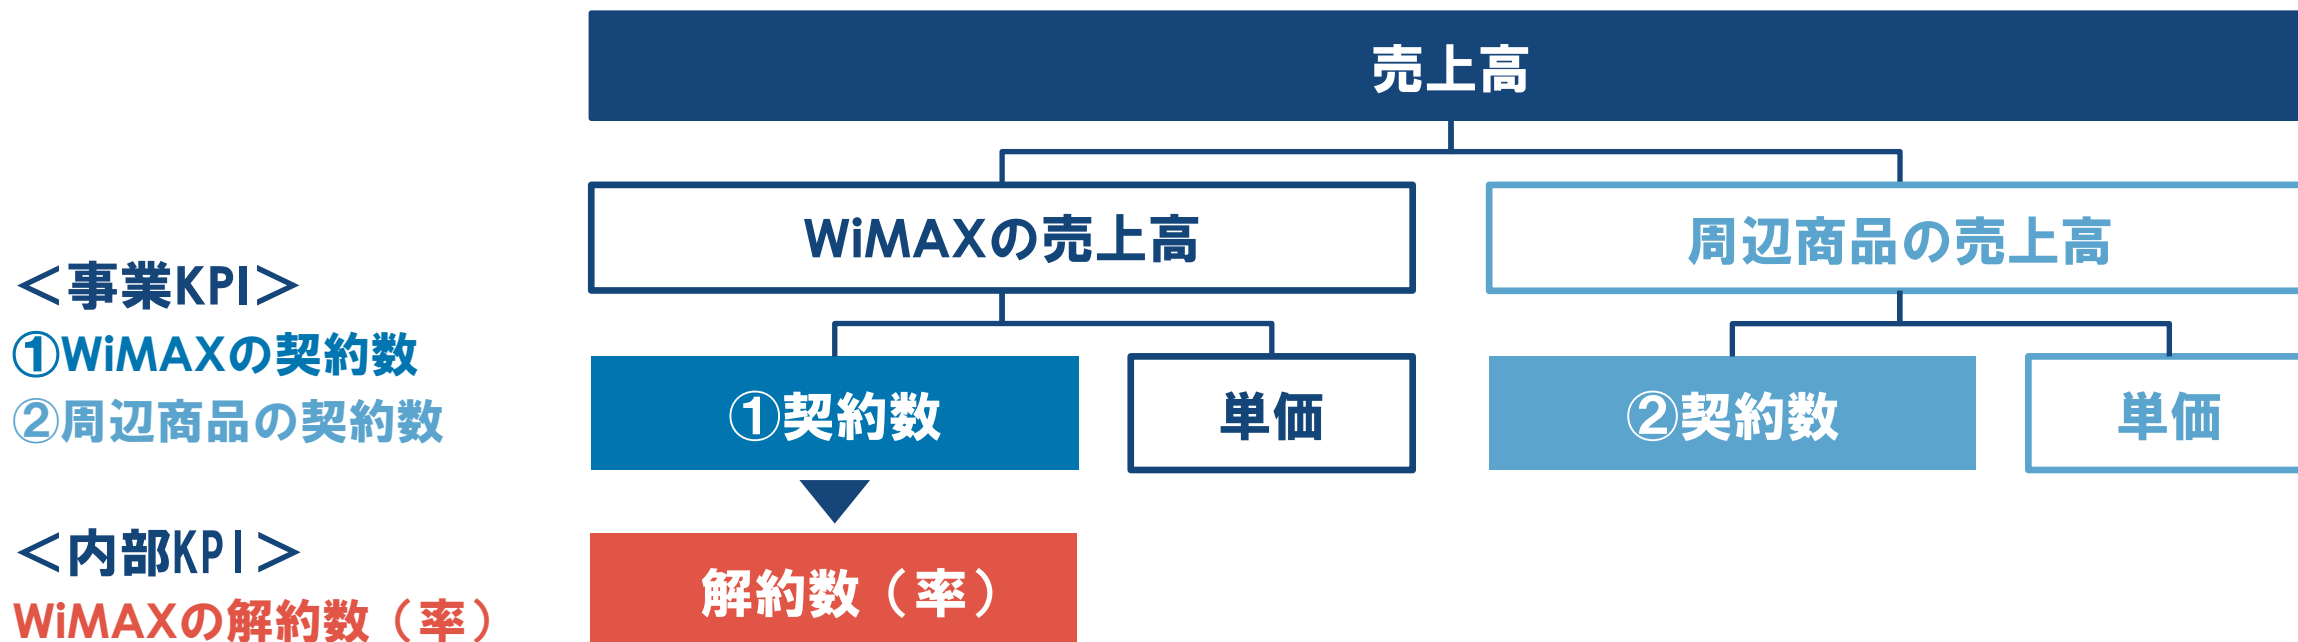 売上高
WiMAXの売上高
周辺商品の売上高
＜事業KPI＞
①WiMAXの契約数
②周辺商品の契約数
①契約数
単価
②契約数
単価
＜内部KPI＞
WiMAXの解約数（率）
解約数（率）